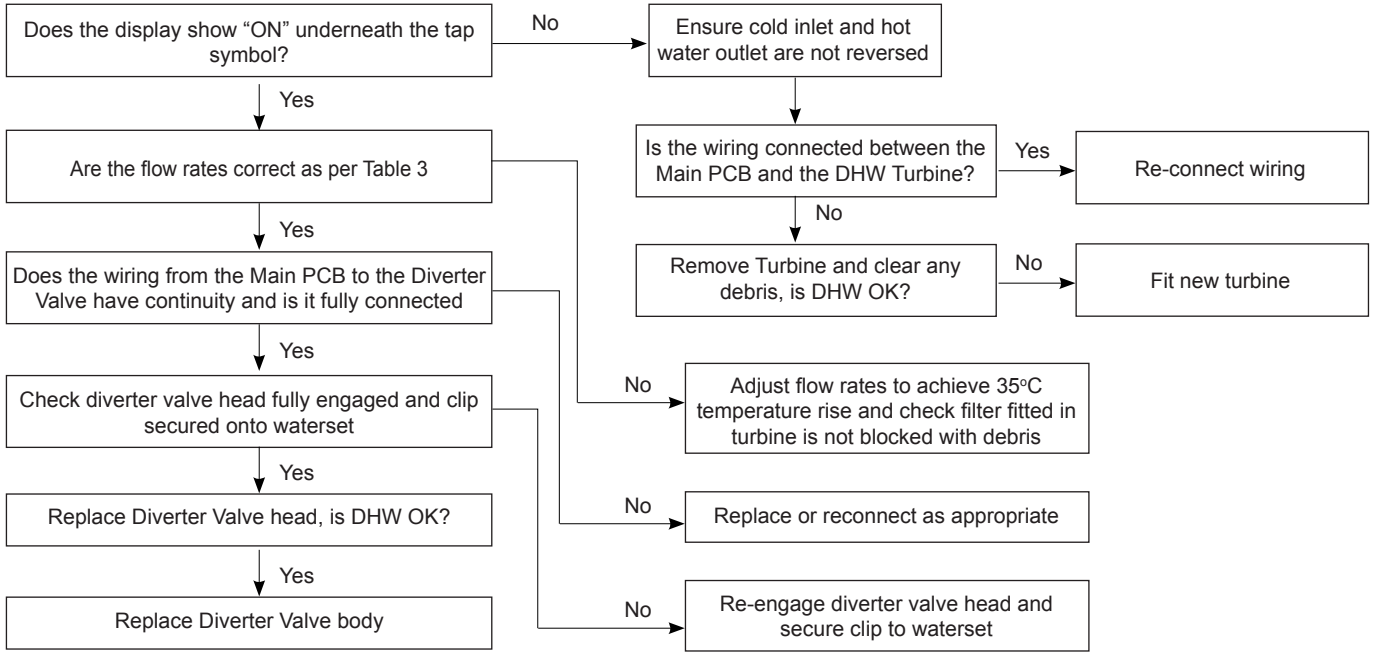 Does the display show “ON” underneath the tap
symbol?
No
Ensure cold inlet and hot
water outlet are not reversed
Yes
Are the flow rates correct as per Table 3
Is the wiring connected between the
Main PCB and the DHW Turbine?
Yes
Re-connect wiring
Yes
No
Does the wiring from the Main PCB to the Diverter
Valve have continuity and is it fully connected
Remove Turbine and clear any
debris, is DHW OK?
No
Fit new turbine
Yes
Check diverter valve head fully engaged and clip
secured onto waterset
No
Adjust flow rates to achieve 35°C
temperature rise and check filter fitted in
turbine is not blocked with debris
Yes
Replace Diverter Valve head, is DHW OK?
No
Replace or reconnect as appropriate
Yes
Replace Diverter Valve body
No
Re-engage diverter valve head and
secure clip to waterset